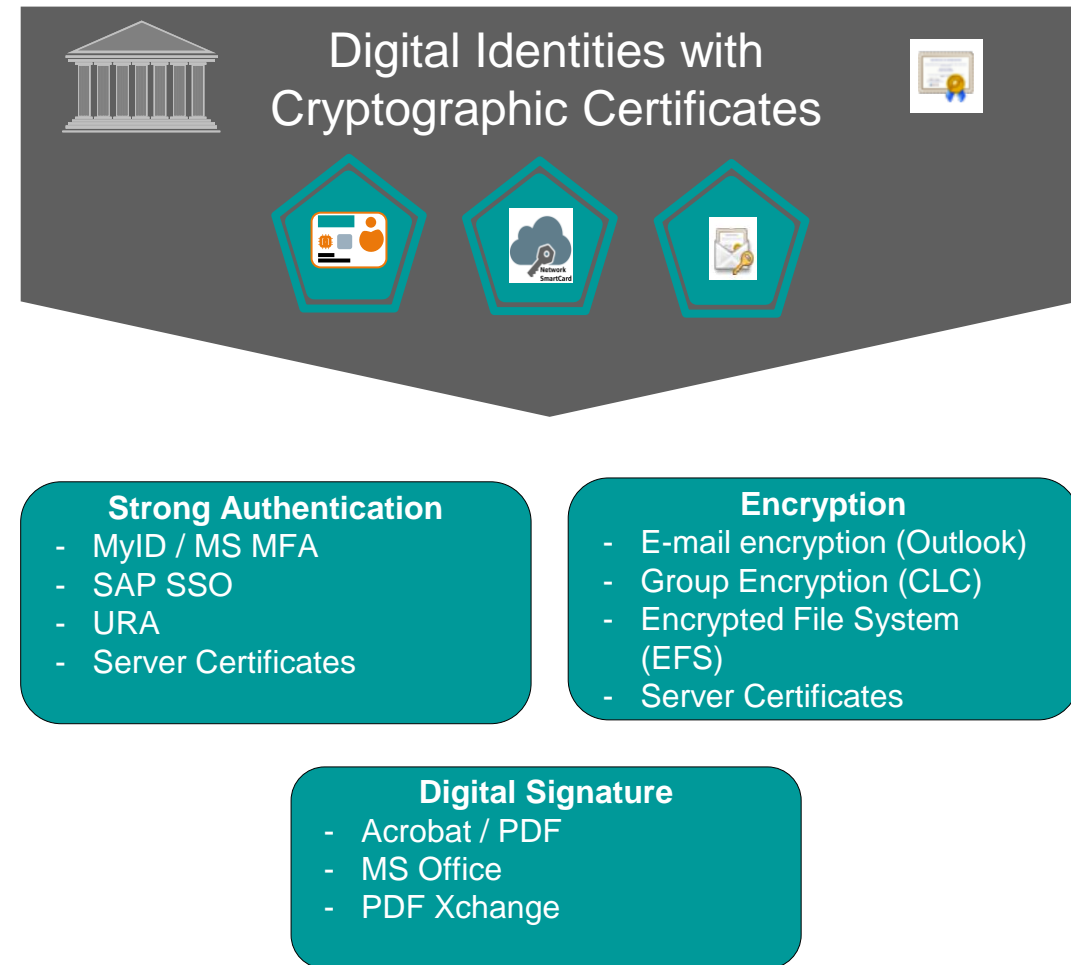 Digital Identities with
Cryptographic Certificates
Network
SmartCard
Strong Authentication
- MyID / MS MFA
- SAP SSO
- URA
- Server Certificates
Encryption
- E-mail encryption (Outlook)
- Group Encryption (CLC)
- Encrypted File System
(EFS)
- Server Certificates
Digital Signature
- Acrobat / PDF
- MS Office
- PDF Xchange